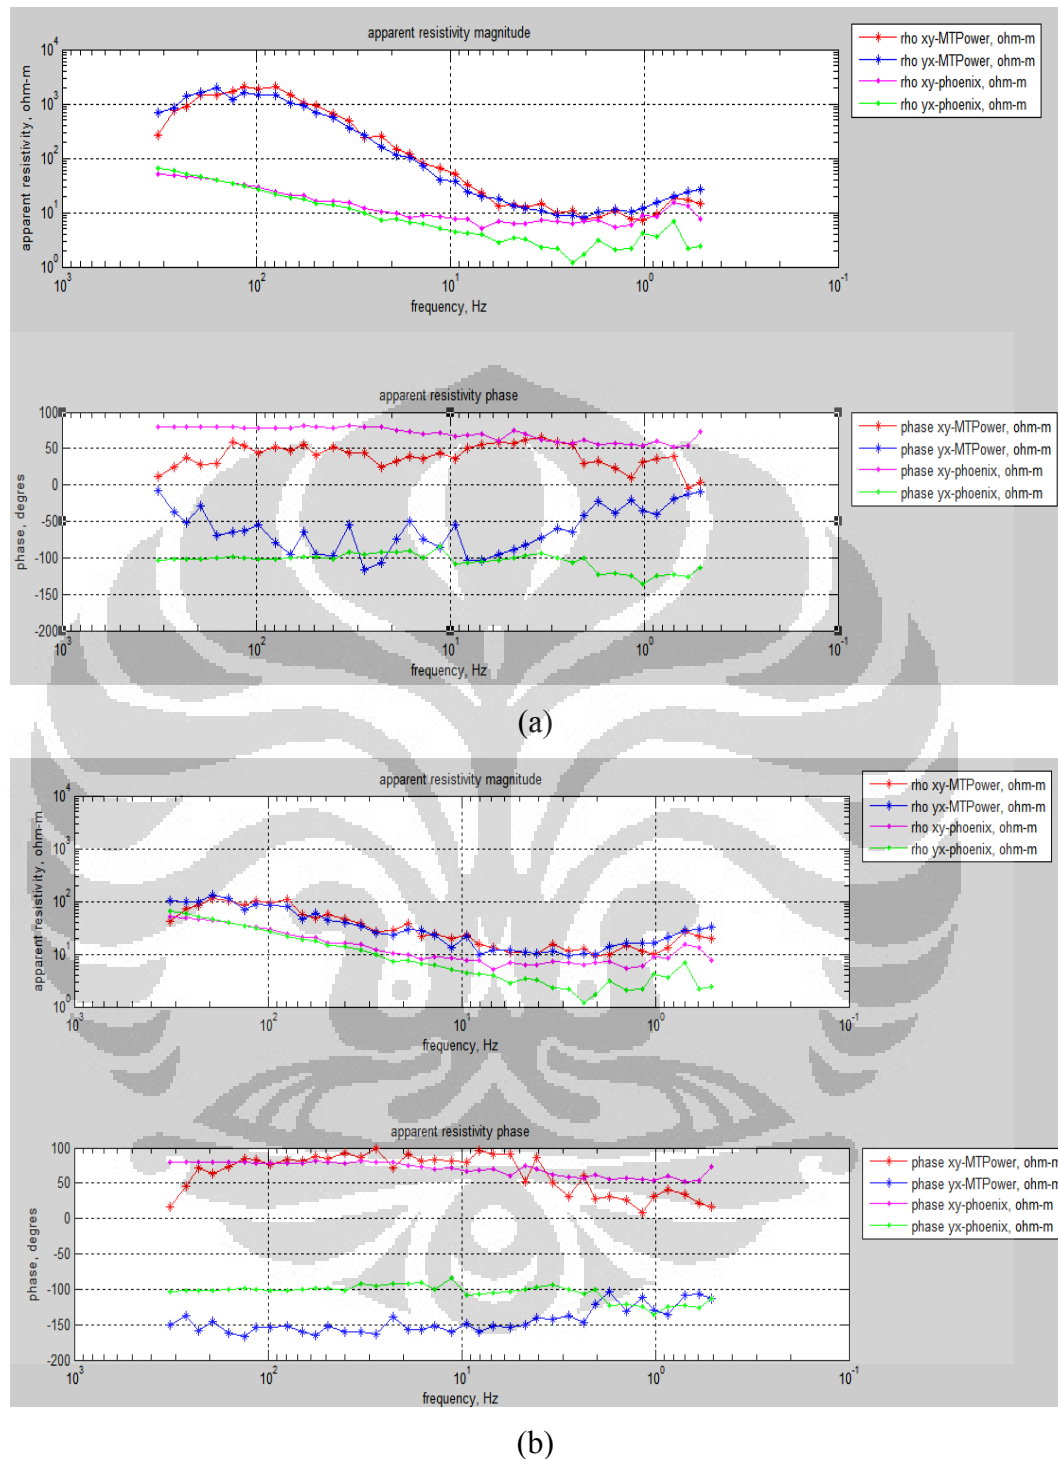 apparent resistivity magnitude
apparent resistivity, ohm-m
10^4
10^3
10^2
10^1
10^0
10^3
10^2
10^1
10^0
10^-1
frequency, Hz
rho xy-MTPower, ohm-m
rho yx-MTPower, ohm-m
rho xy-phoenix, ohm-m
rho yx-phoenix, ohm-m
apparent resistivity phase
phase, degrees
100
50
0
-50
-100
-150
-200
10^3
10^2
10^1
10^0
10^-1
frequency, Hz
phase xy-MTPower, ohm-m
phase yx-MTPower, ohm-m
phase xy-phoenix, ohm-m
phase yx-phoenix, ohm-m
(a)
apparent resistivity magnitude
apparent resistivity, ohm-m
10^4
10^3
10^2
10^1
10^0
10^3
10^2
10^1
10^0
10^-1
frequency, Hz
rho xy-MTPower, ohm-m
rho yx-MTPower, ohm-m
rho xy-phoenix, ohm-m
rho yx-phoenix, ohm-m
apparent resistivity phase
phase, degrees
100
50
0
-50
-100
-150
-200
10^3
10^2
10^1
10^0
10^-1
frequency, Hz
phase xy-MTPower, ohm-m
phase yx-MTPower, ohm-m
phase xy-phoenix, ohm-m
phase yx-phoenix, ohm-m
(b)